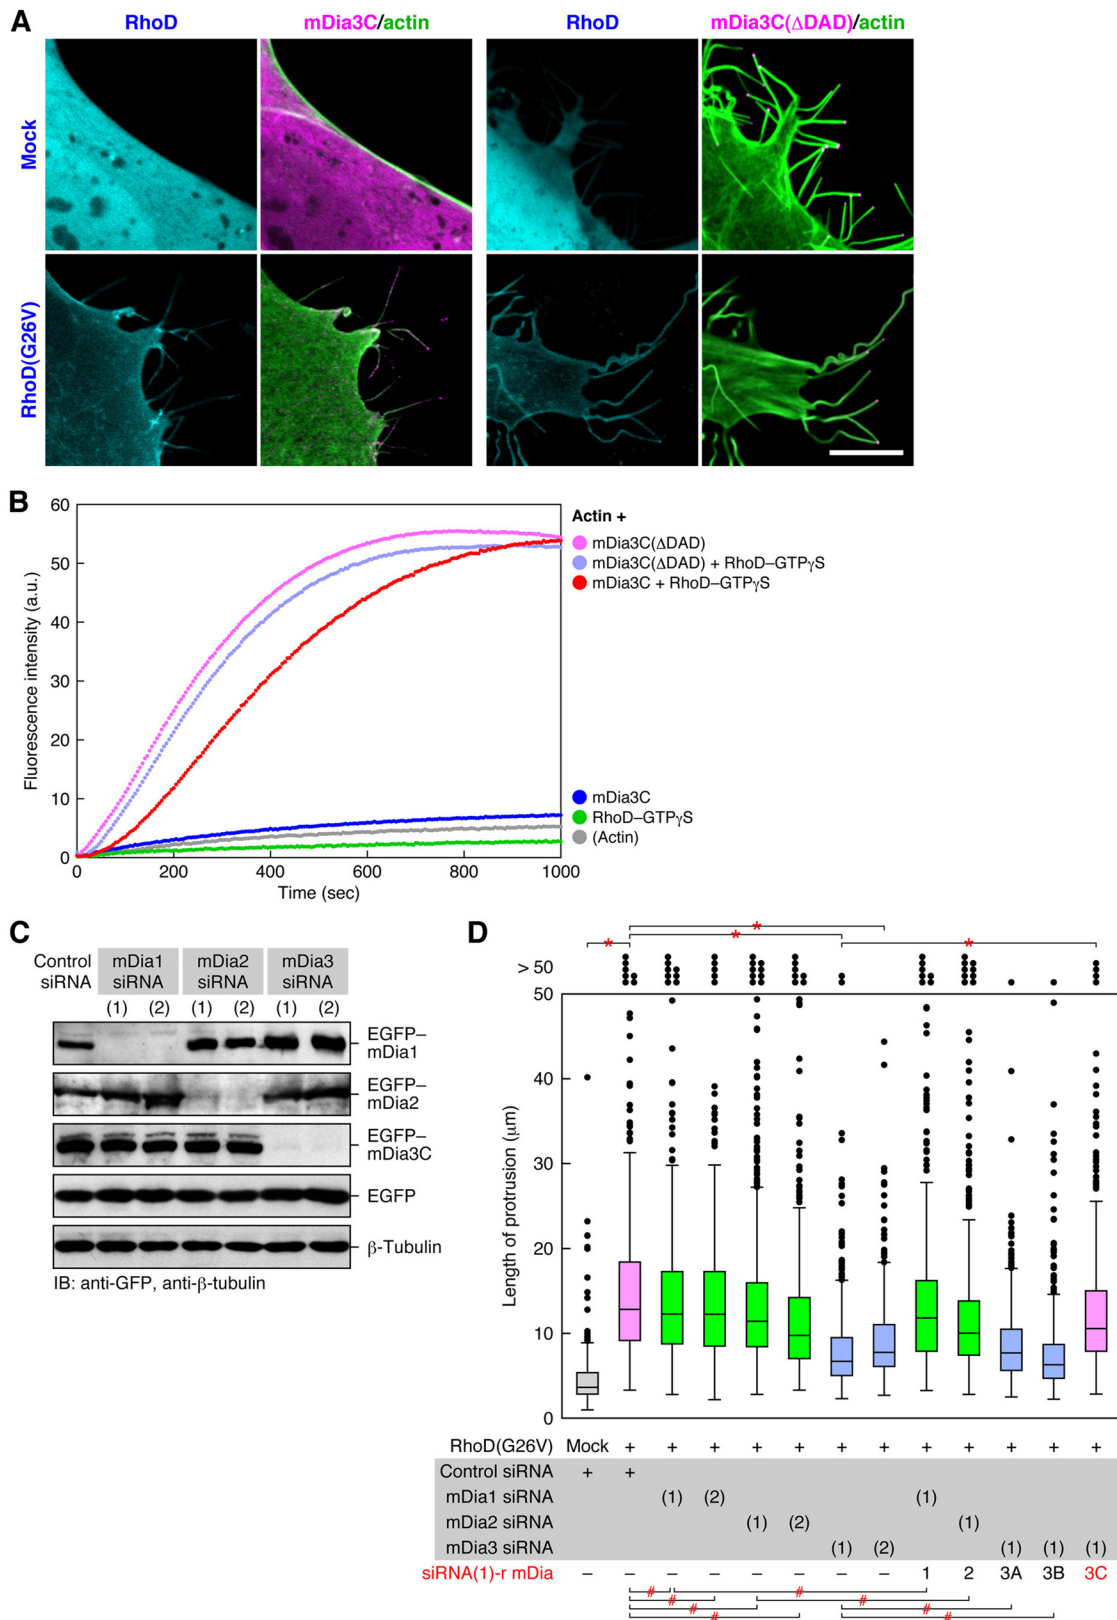 A
RhoD mDia3C/actin RhoD mDia3C(ΔDAD)/actin
Mock
RhoD(G26V)
B
60
50
40
30
20
10
0
Fluorescence intensity (a.u.)
0 200 400 600 800 1000
Time (sec)
Actin +
mDia3C(ΔDAD)
mDia3C(ΔDAD) + RhoD–GTPγS
mDia3C + RhoD–GTPγS
mDia3C
RhoD–GTPγS
(Actin)
C
Control siRNA
mDia1 siRNA
mDia2 siRNA
mDia3 siRNA
(1) (2) (1) (2) (1) (2)
EGFP–mDia1
EGFP–mDia2
EGFP–mDia3C
EGFP
β-Tubulin
IB: anti-GFP, anti-β-tubulin
D
* * * *
> 50
50
40
30
20
10
0
Length of protrusion (μm)
RhoD(G26V) Mock + + + + + + + + + + + +
Control siRNA + +
mDia1 siRNA (1) (2) (1)
mDia2 siRNA (1) (2) (1)
mDia3 siRNA (1) (2) (1) (1) (1)
siRNA(1)-r mDia – – – – – – – – 1 2 3A 3B 3C
# #
# #
# #
# #